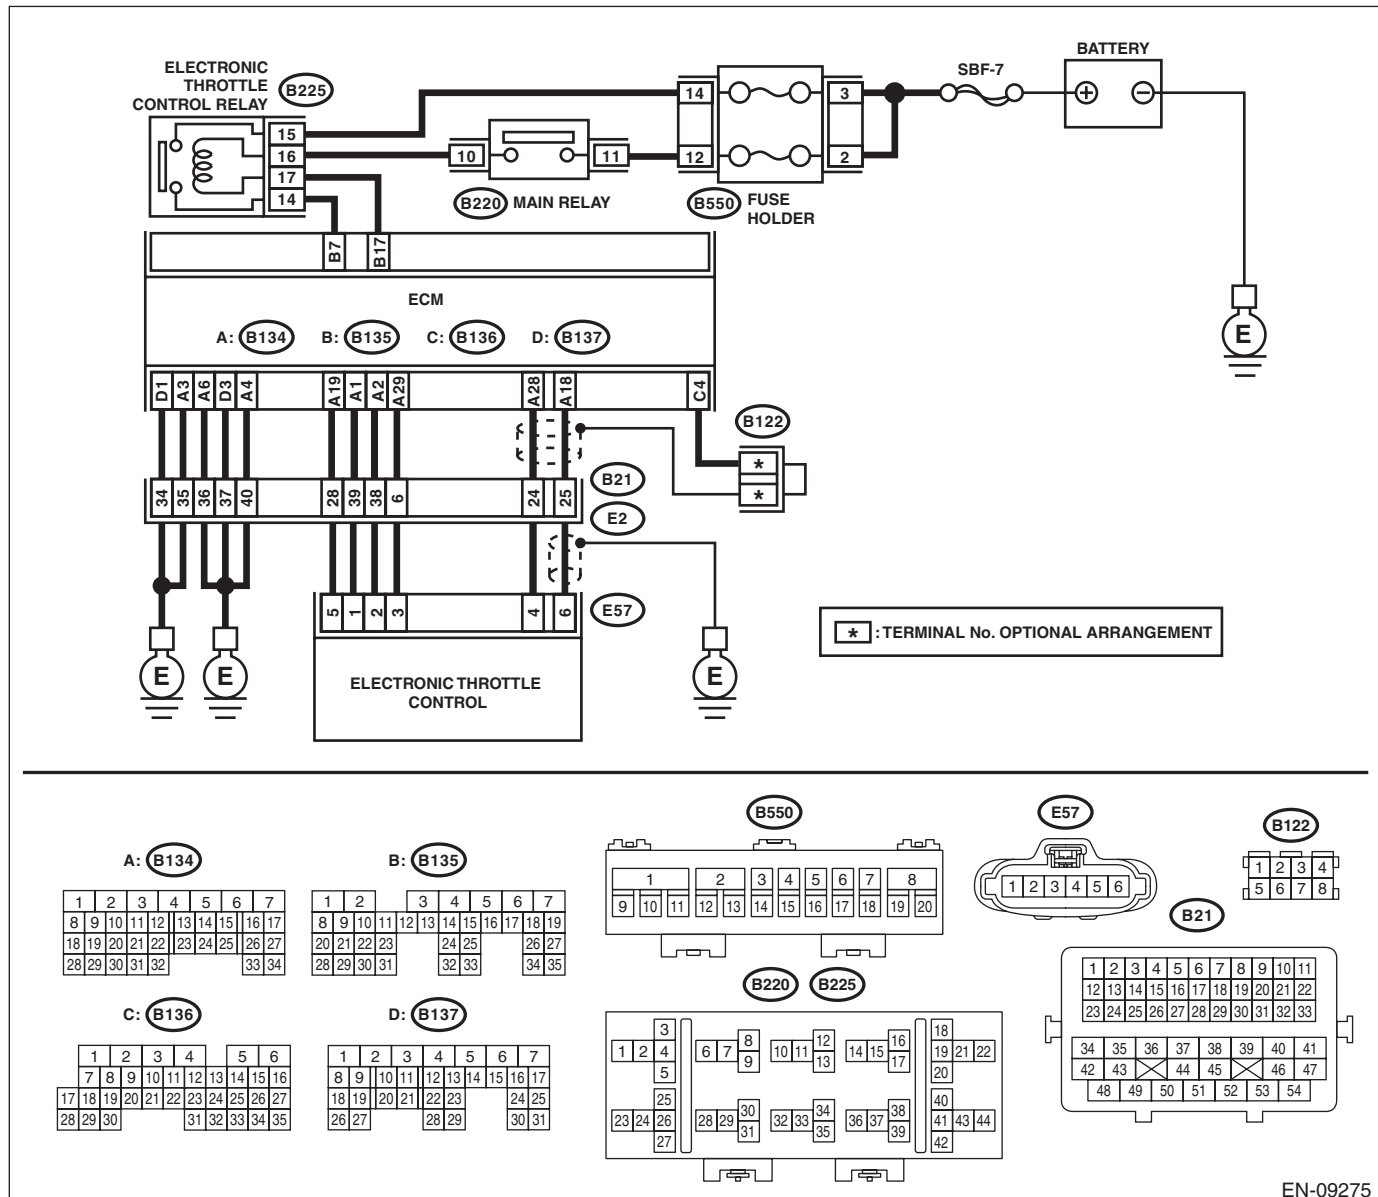 BATTERY
SBF-7
ELECTRONIC
THROTTLE
CONTROL RELAY
B225
15
16
17
14
10
11
B220 MAIN RELAY
14
12
3
2
B550 FUSE
HOLDER
E
B7
B17
ECM
A: B134 B: B135 C: B136 D: B137
D1 A3 A6 D3 A4 A19 A1 A2 A29 A28 A18 C4
B122
*
*
34 35 36 37 40 28 39 38 6 24 25
B21
E2
5 1 2 3 4 6
E57
E E E
ELECTRONIC THROTTLE
CONTROL
* : TERMINAL No. OPTIONAL ARRANGEMENT
A: B134
1 2 3 4 5 6 7
8 9 10 11 12 13 14 15 16 17
18 19 20 21 22 23 24 25 26 27
28 29 30 31 32 33 34
B: B135
1 2 3 4 5 6 7
8 9 10 11 12 13 14 15 16 17 18 19
20 21 22 23 24 25 26 27
28 29 30 31 32 33 34 35
C: B136
1 2 3 4 5 6
7 8 9 10 11 12 13 14 15 16
17 18 19 20 21 22 23 24 25 26 27
28 29 30 31 32 33 34 35
D: B137
1 2 3 4 5 6 7
8 9 10 11 12 13 14 15 16 17
18 19 20 21 22 23 24 25
26 27 28 29 30 31
B550
1 2 3 4 5 6 7 8
9 10 11 12 13 14 15 16 17 18 19 20
B220 B225
3 8 12 16 18
1 2 4 6 7 10 11 14 15 19 21 22
5 9 13 17 20
25 30 34 38 40
23 24 26 28 29 32 33 36 37 41 43 44
27 31 35 39 42
E57
1 2 3 4 5 6
B122
1 2 3 4
5 6 7 8
B21
1 2 3 4 5 6 7 8 9 10 11
12 13 14 15 16 17 18 19 20 21 22
23 24 25 26 27 28 29 30 31 32 33
34 35 36 37 38 39 40 41
42 43 44 45 46 47
48 49 50 51 52 53 54
EN-09275